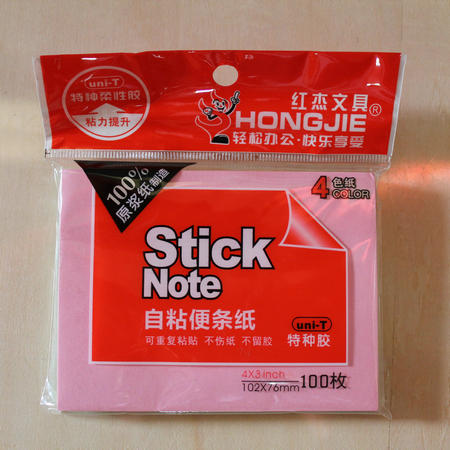 uni-T
特种柔性胶
粘力提升
红杰文具®
HONGJIE
轻松办公·快乐享受
100%
原浆纸制造
4色纸
COLOR
Stick
Note
自粘便条纸
可重复粘贴 不伤纸 不留胶
uni-T
特种胶
4X3 inch
102X76mm
100枚